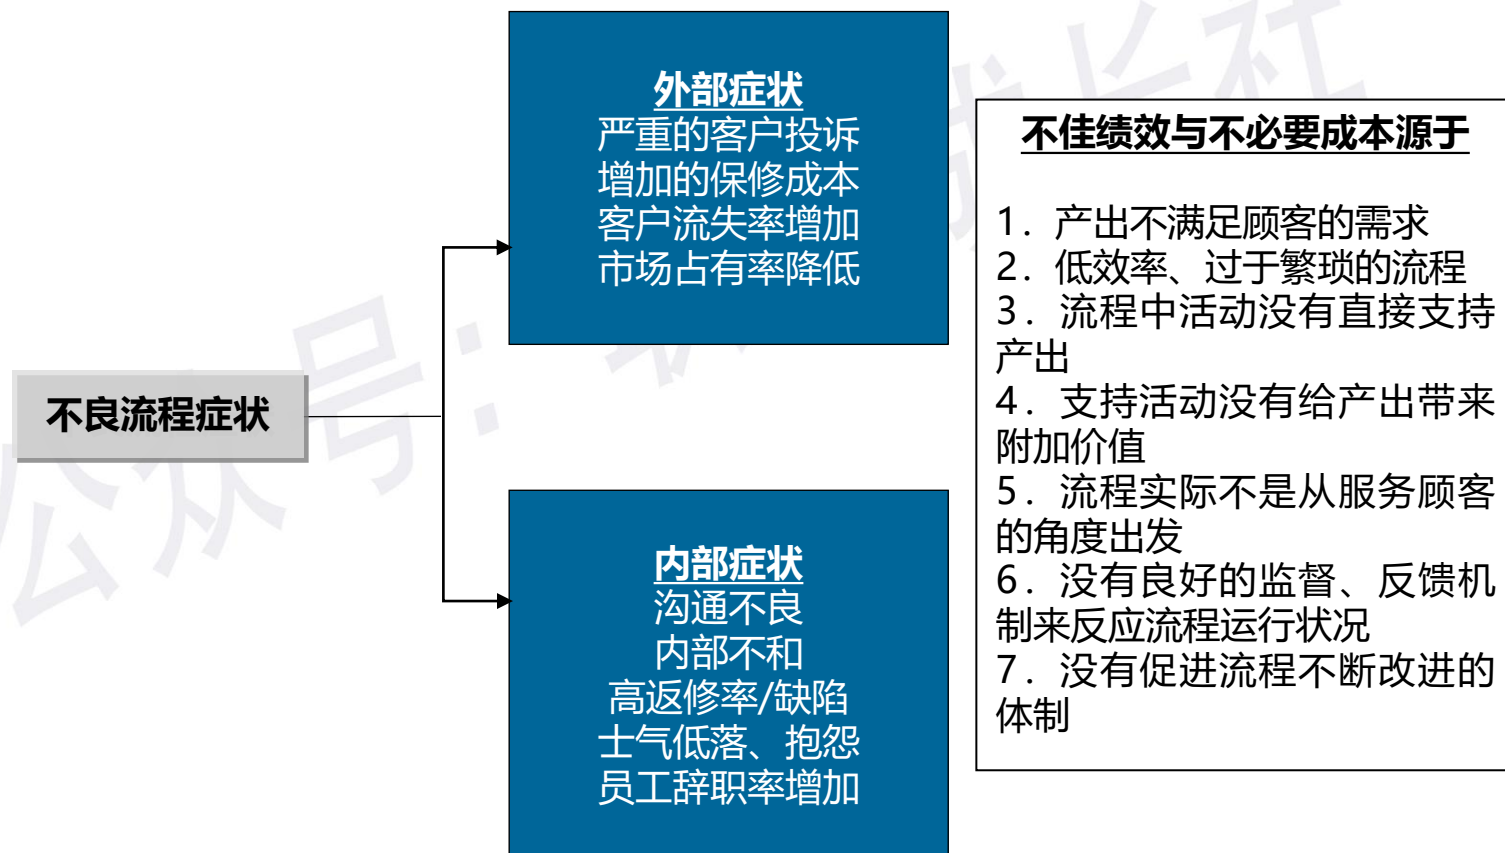 不良流程症状
外部症状
严重的客户投诉
增加的保修成本
客户流失率增加
市场占有率降低
内部症状
沟通不良
内部不和
高返修率/缺陷
士气低落、抱怨
员工辞职率增加
不佳绩效与不必要成本源于
1. 产出不满足顾客的需求
2. 低效率、过于繁琐的流程
3. 流程中活动没有直接支持
产出
4. 支持活动没有给产出带来
附加价值
5. 流程实际不是从服务顾客
的角度出发
6. 没有良好的监督、反馈机
制来反应流程运行状况
7. 没有促进流程不断改进的
体制
公众号：
成长社